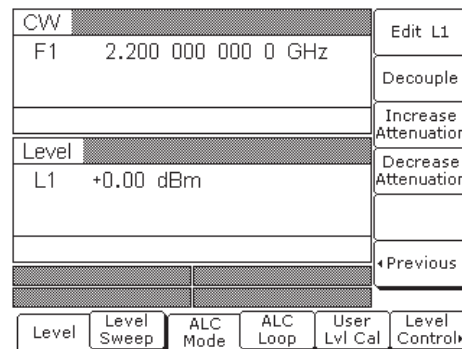 CW
F1 2.200 000 000 0 GHz
Level
L1 +0.00 dBm
Edit L1
Decouple
Increase
Attenuation
Decrease
Attenuation
◂Previous
Level
Level
Sweep
ALC
Mode
ALC
Loop
User
Lvl Cal
Level
Control▸